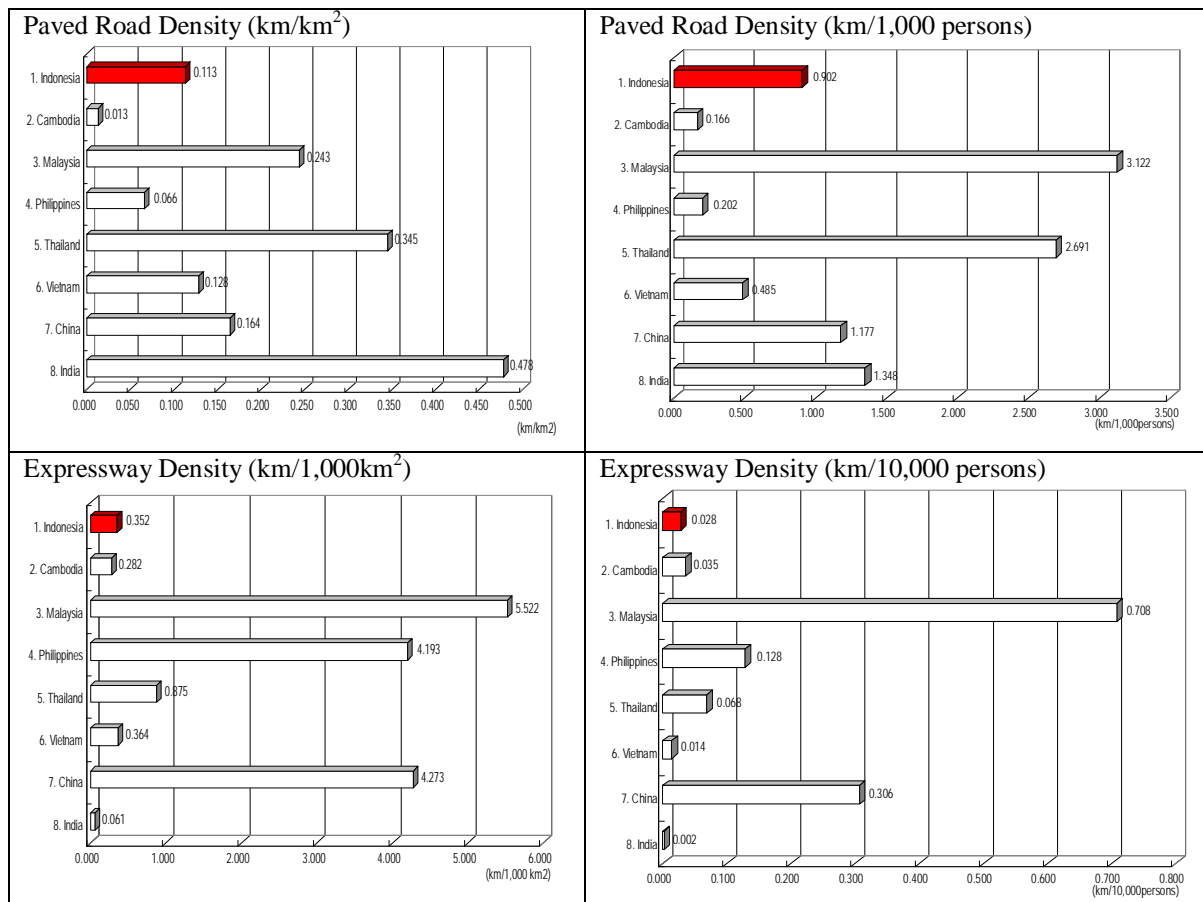 Paved Road Density (km/km²)
1. Indonesia 0.113
2. Cambodia 0.013
3. Malaysia 0.243
4. Philippines 0.066
5. Thailand 0.345
6. Vietnam 0.128
7. China 0.164
8. India 0.478
0.000 0.050 0.100 0.150 0.200 0.250 0.300 0.350 0.400 0.450 0.500
(km/km2)
Paved Road Density (km/1,000 persons)
1. Indonesia 0.902
2. Cambodia 0.166
3. Malaysia 3.122
4. Philippines 0.202
5. Thailand 2.691
6. Vietnam 0.485
7. China 1.177
8. India 1.348
0.000 0.500 1.000 1.500 2.000 2.500 3.000 3.500
(km/1,000persons)
Expressway Density (km/1,000km²)
1. Indonesia 0.352
2. Cambodia 0.282
3. Malaysia 5.522
4. Philippines 4.193
5. Thailand 0.875
6. Vietnam 0.364
7. China 4.273
8. India 0.061
0.000 1.000 2.000 3.000 4.000 5.000 6.000
(km/1,000 km2)
Expressway Density (km/10,000 persons)
1. Indonesia 0.028
2. Cambodia 0.035
3. Malaysia 0.708
4. Philippines 0.128
5. Thailand 0.068
6. Vietnam 0.014
7. China 0.306
8. India 0.002
0.000 0.100 0.200 0.300 0.400 0.500 0.600 0.700 0.800
(km/10,000persons)